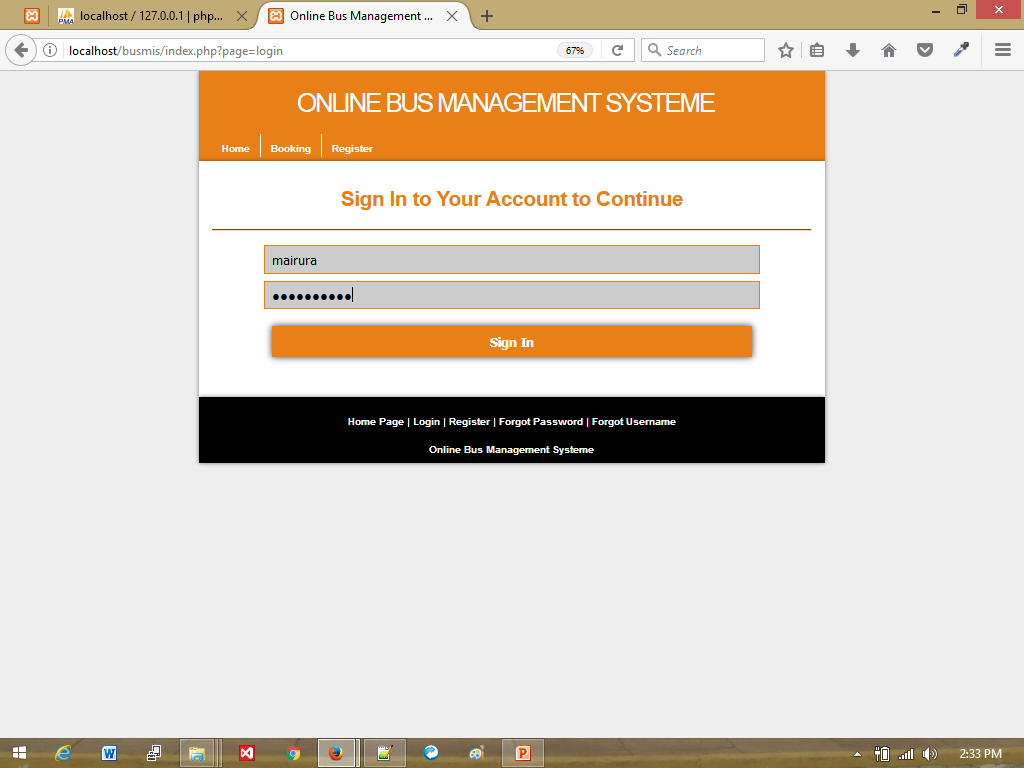 localhost / 127.0.0.1 | php...
Online Bus Management ...
localhost/busmis/index.php?page=login
67%
Search
ONLINE BUS MANAGEMENT SYSTEME
Home
Booking
Register
Sign In to Your Account to Continue
mairura
Sign In
Home Page | Login | Register | Forgot Password | Forgot Username
Online Bus Management Systeme
2:33 PM